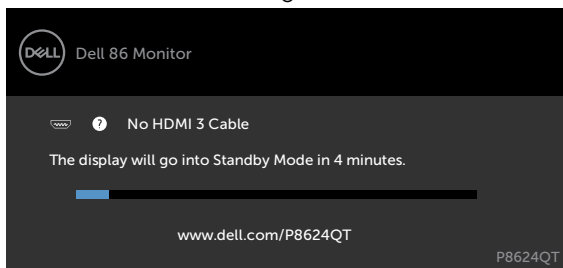 DELL
Dell 86 Monitor
? No HDMI 3 Cable
The display will go into Standby Mode in 4 minutes.
www.dell.com/P8624QT
P8624QT